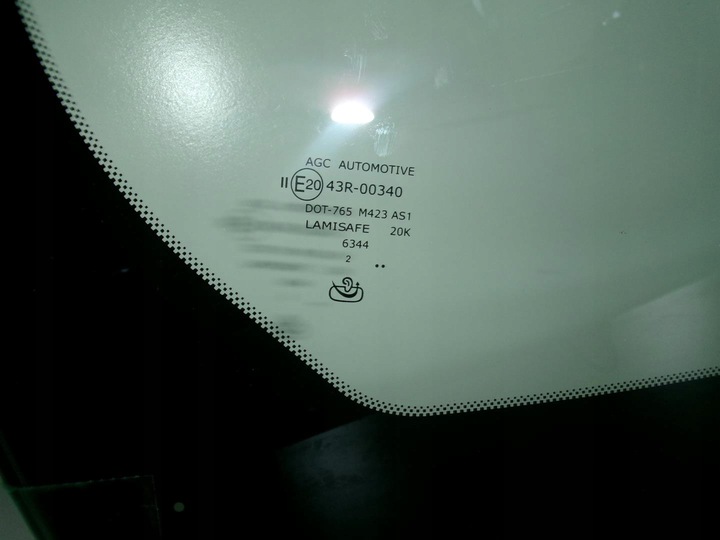 AGC AUTOMOTIVE
II E20 43R-00340
DOT-765 M423 AS1
LAMISAFE 20K
6344
2
..